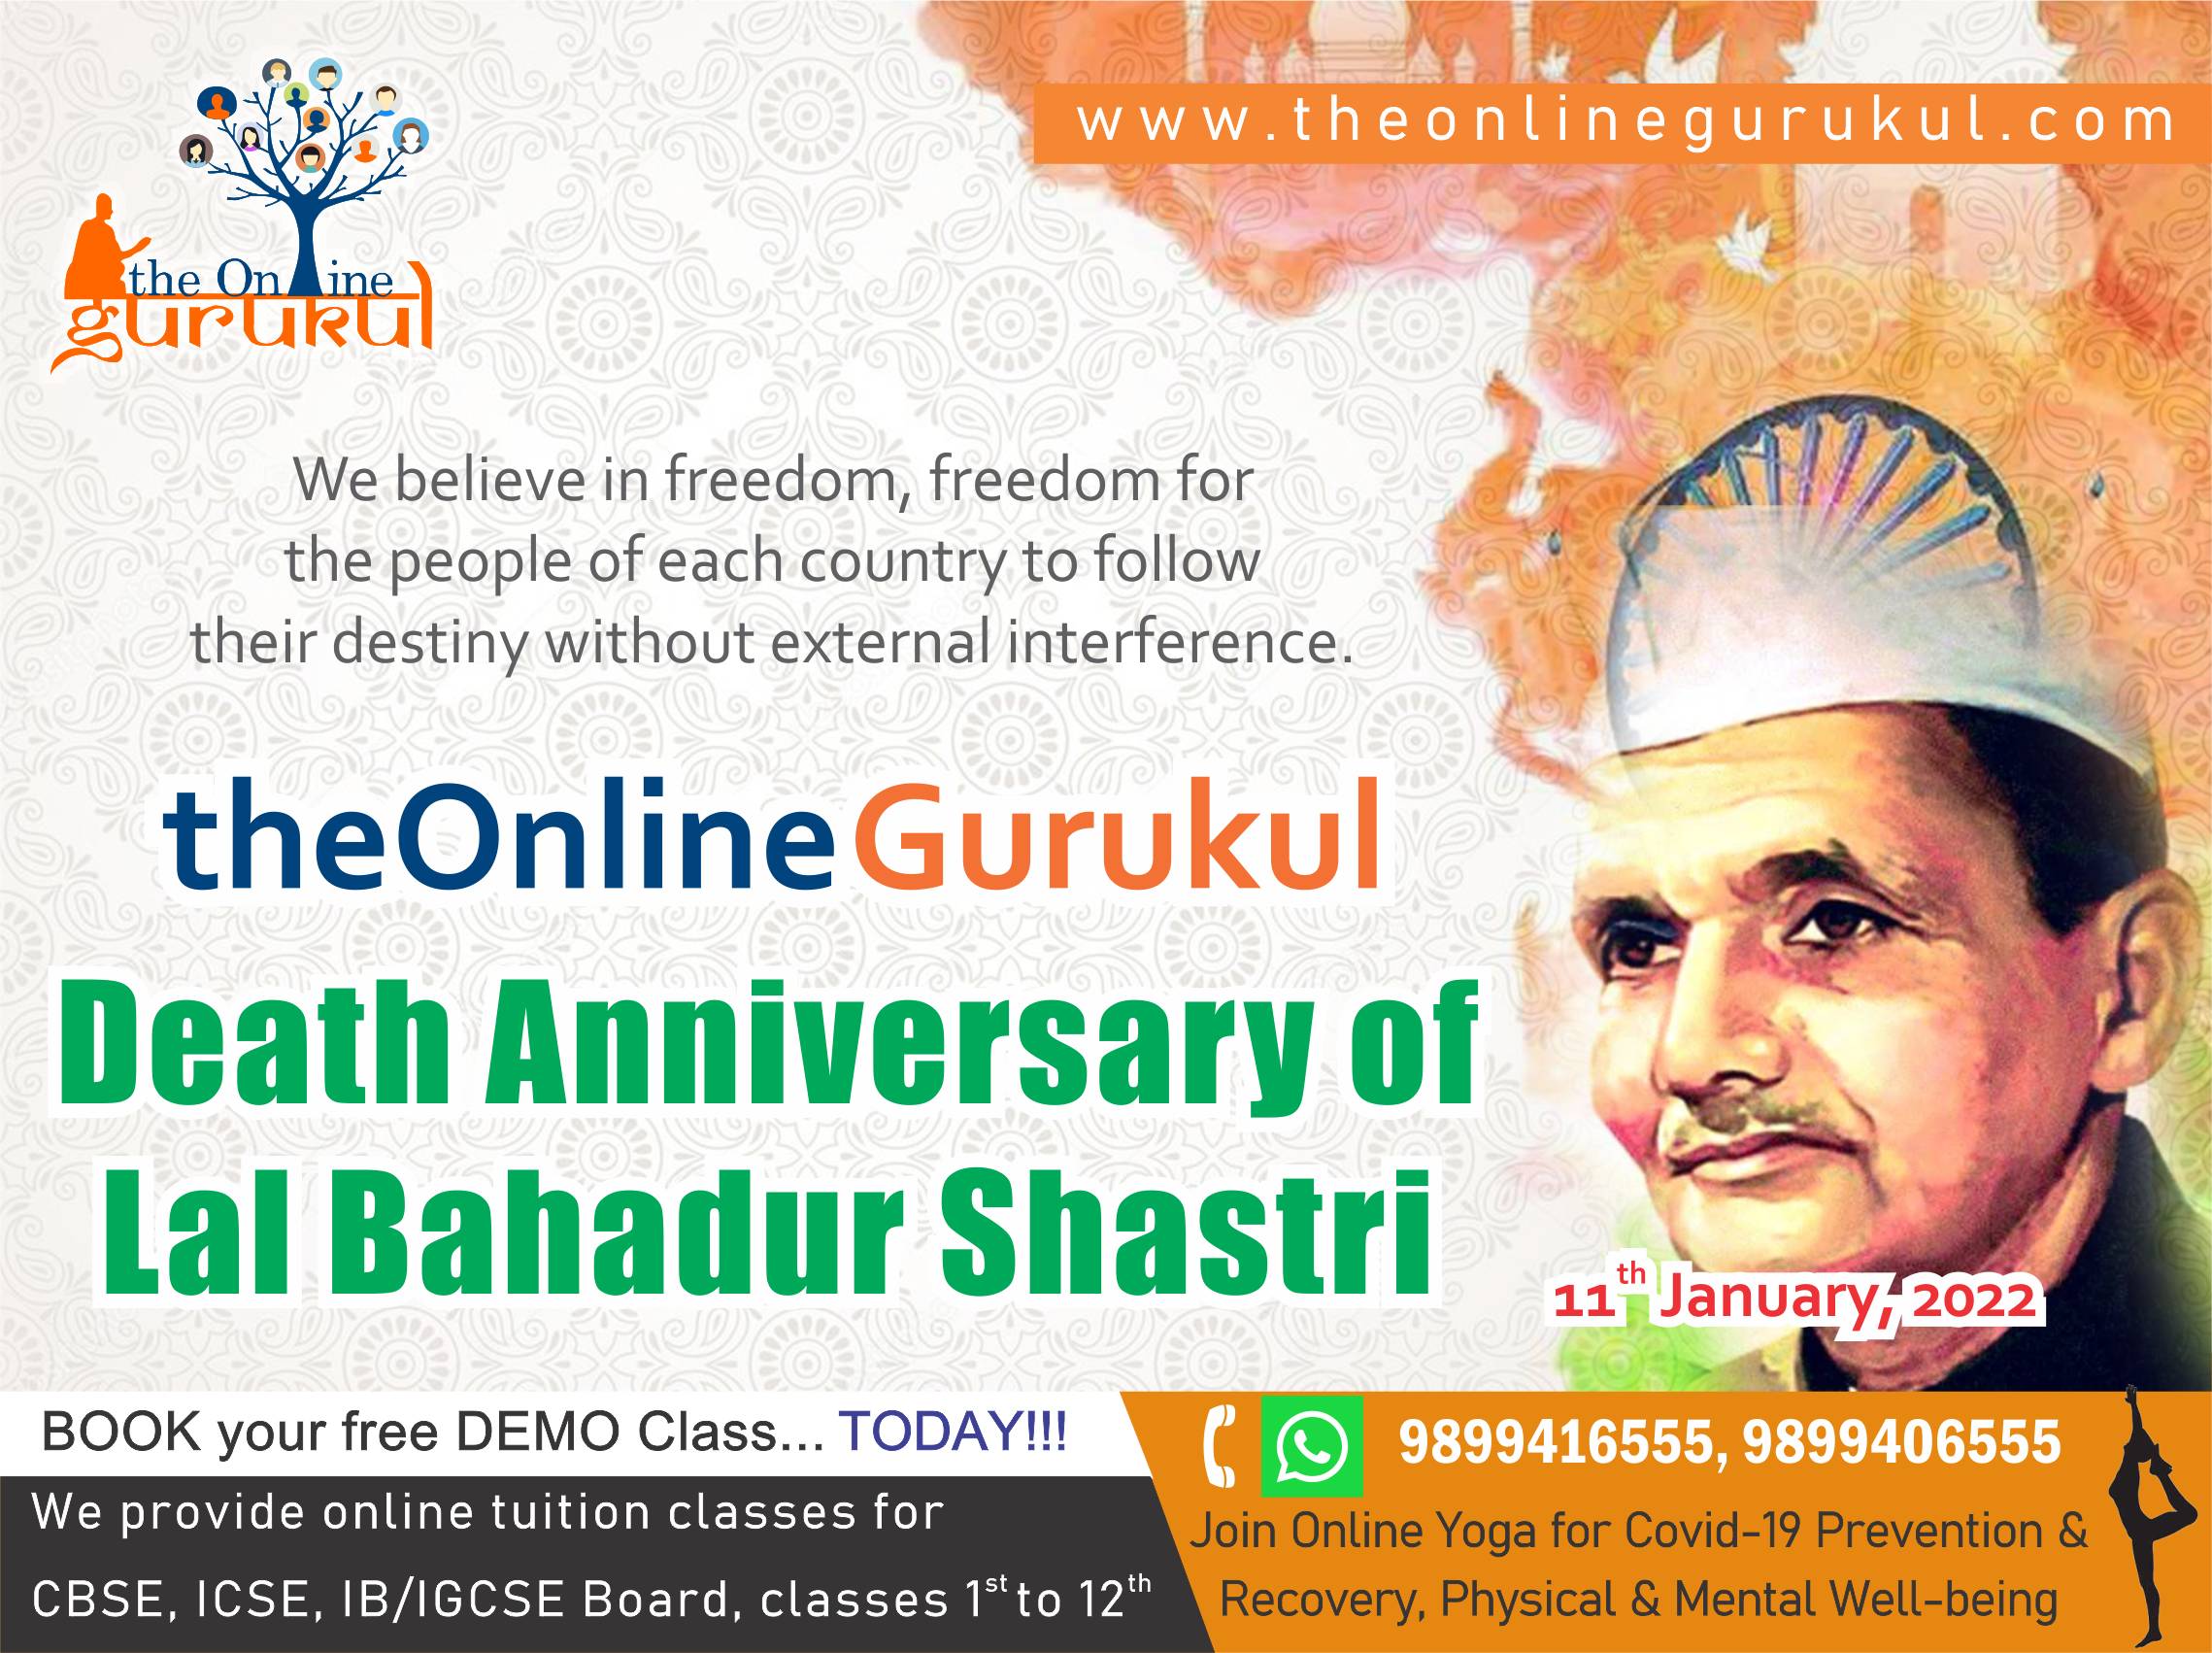 the Online
gurukul
www.theonlinegurukul.com
We believe in freedom, freedom for
the people of each country to follow
their destiny without external interference.
theOnlineGurukul
Death Anniversary of
Lal Bahadur Shastri
11th January, 2022
BOOK your free DEMO Class... TODAY!!!
We provide online tuition classes for
CBSE, ICSE, IB/IGCSE Board, classes 1st to 12th
9899416555, 9899406555
Join Online Yoga for Covid-19 Prevention &
Recovery, Physical & Mental Well-being